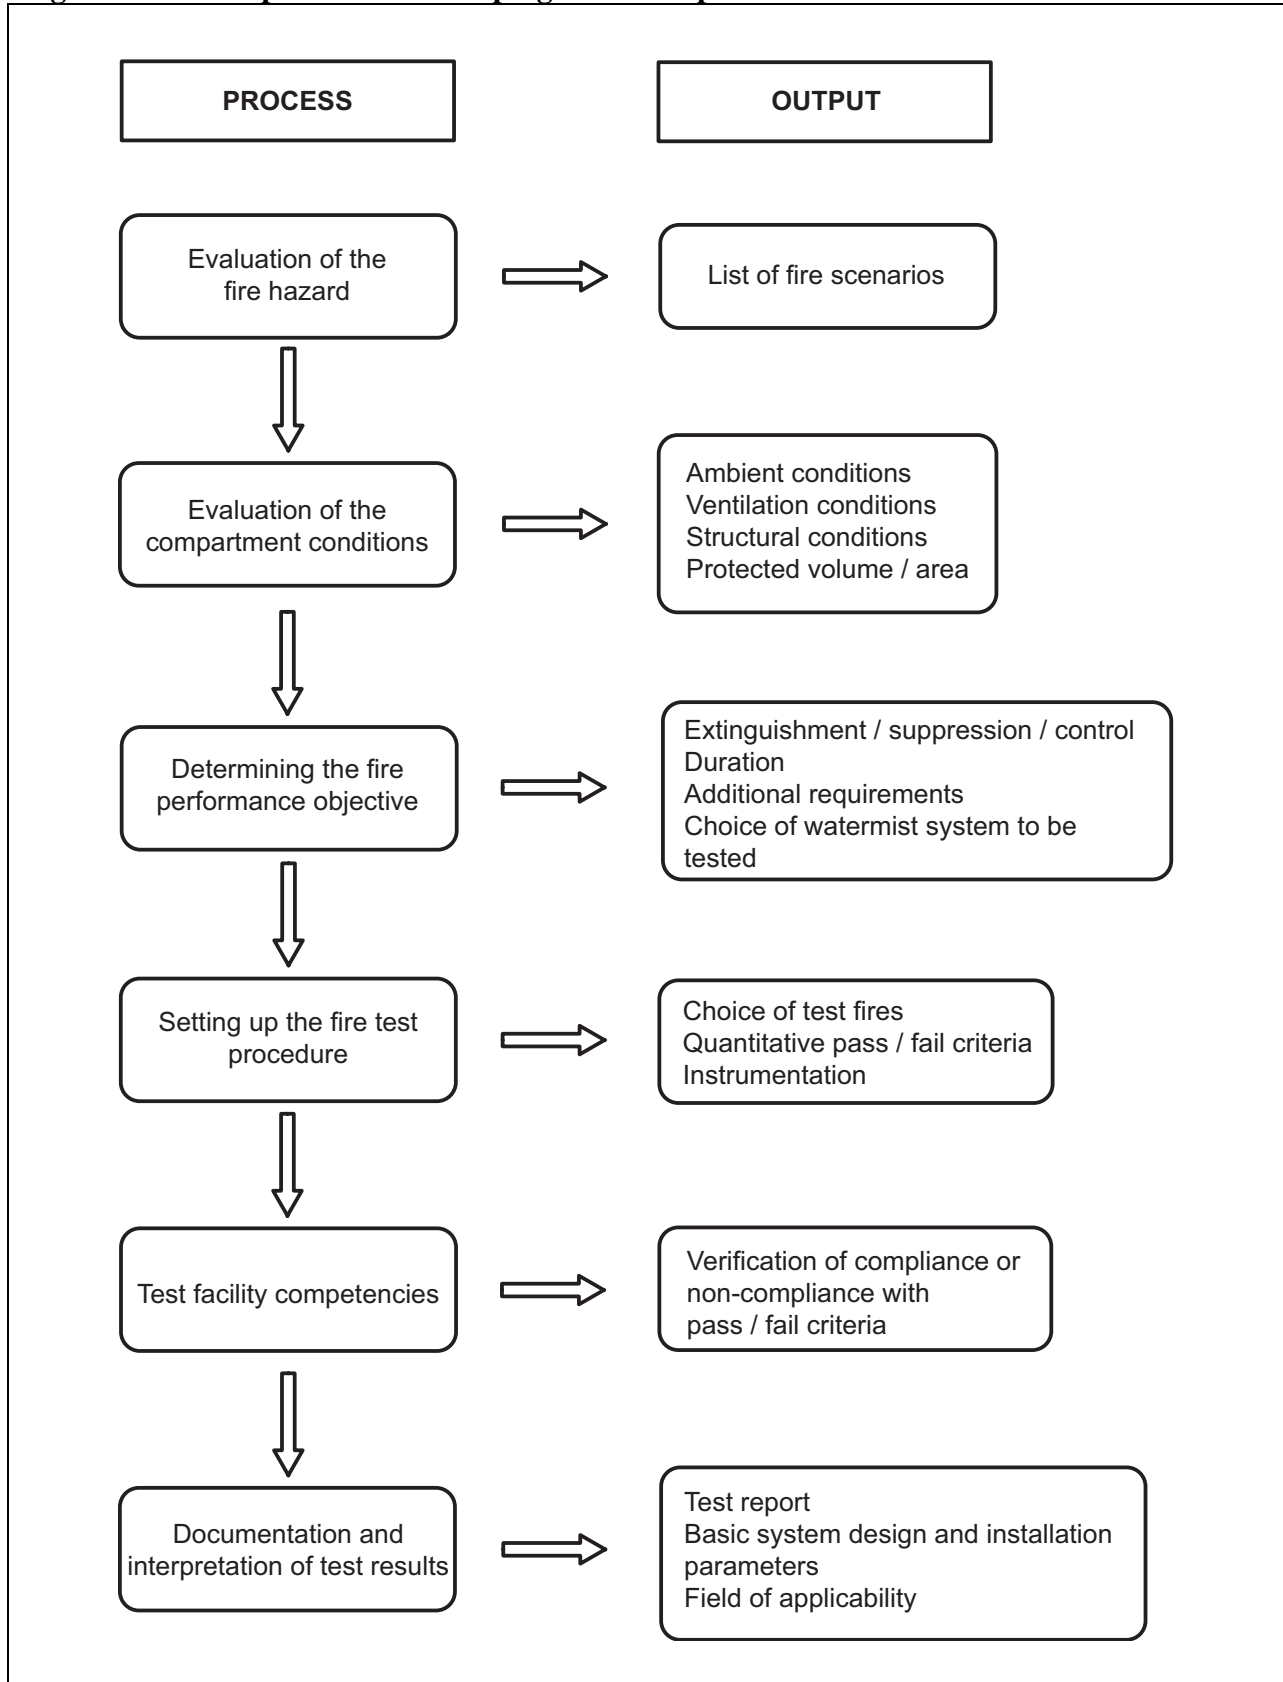 PROCESS
OUTPUT
Evaluation of the
fire hazard
List of fire scenarios
Evaluation of the
compartment conditions
Ambient conditions
Ventilation conditions
Structural conditions
Protected volume / area
Determining the fire
performance objective
Extinguishment / suppression / control
Duration
Additional requirements
Choice of watermist system to be
tested
Setting up the fire test
procedure
Choice of test fires
Quantitative pass / fail criteria
Instrumentation
Test facility competencies
Verification of compliance or
non-compliance with
pass / fail criteria
Documentation and
interpretation of test results
Test report
Basic system design and installation
parameters
Field of applicability